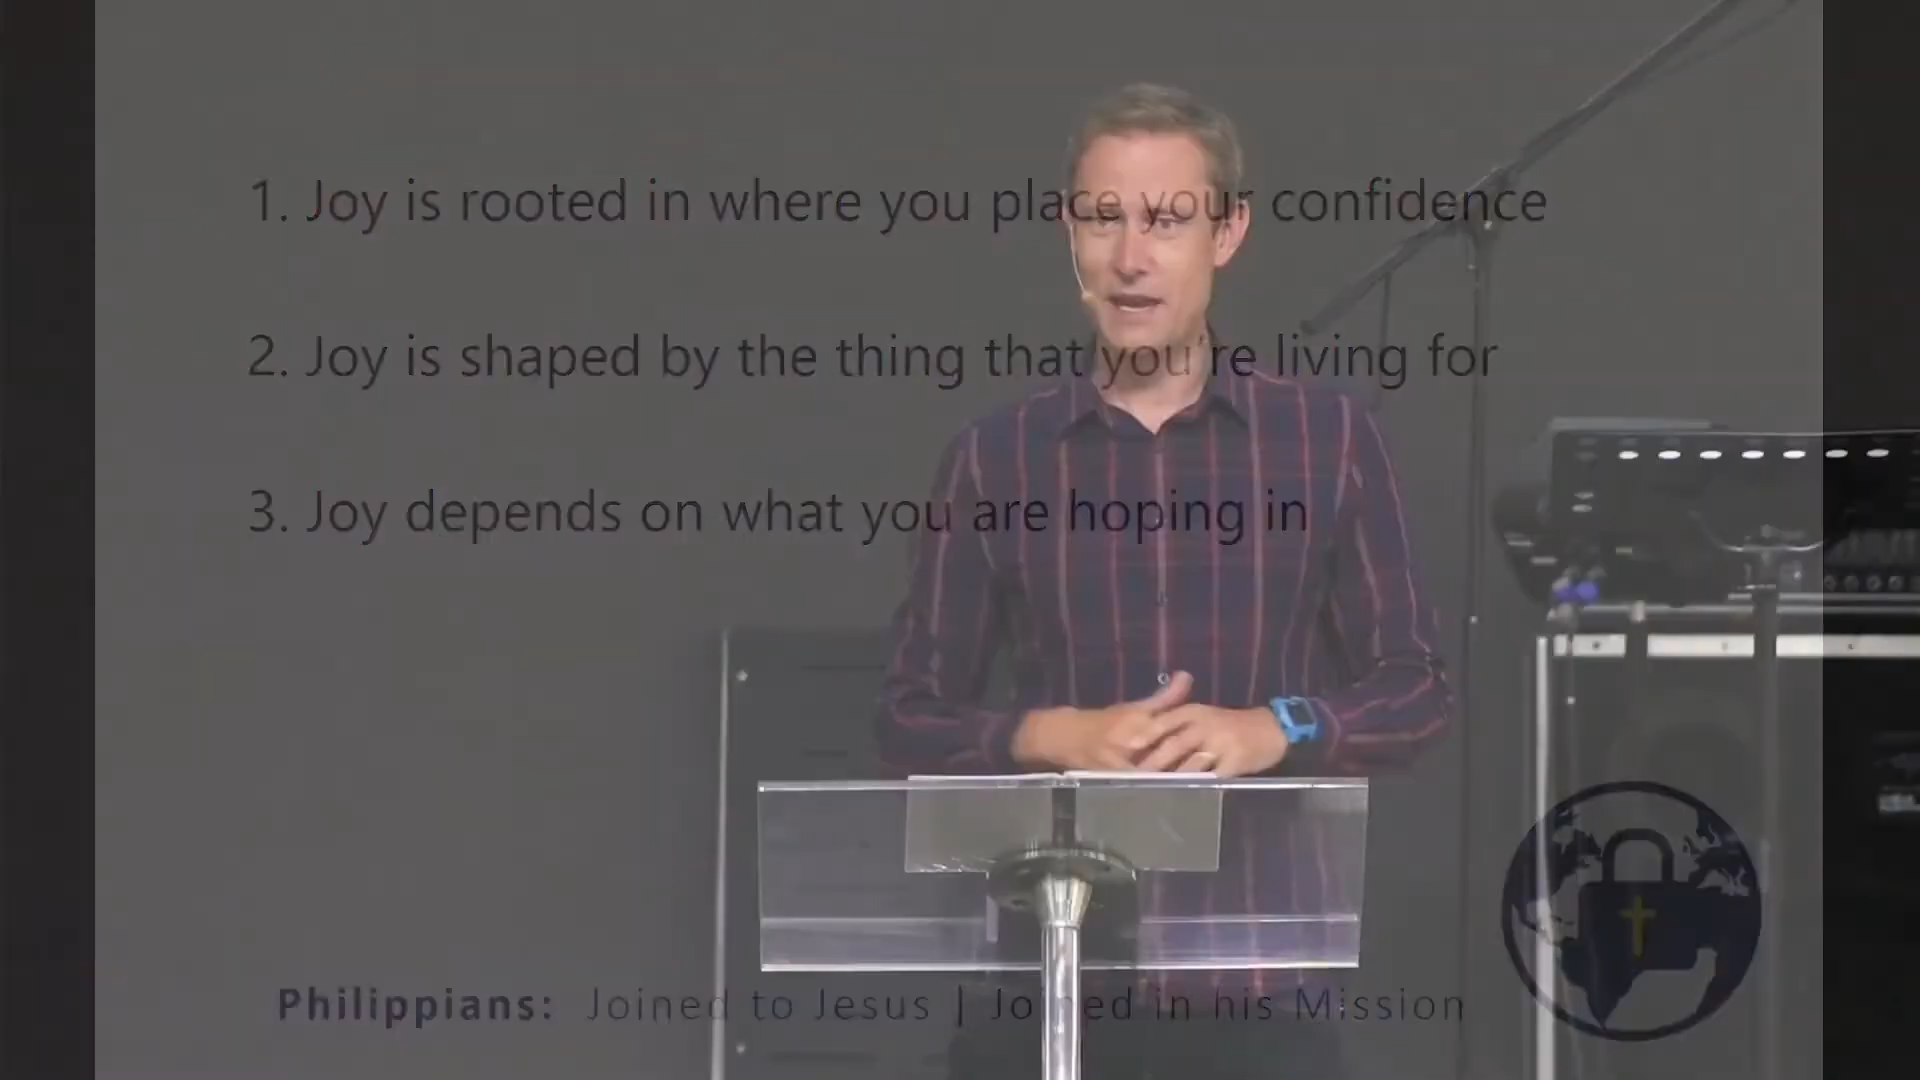 1. Joy is rooted in where you place your confidence
2. Joy is shaped by the thing that you're living for
3. Joy depends on what you are hoping in
Philippians: Joined to Jesus | Joined in his Mission